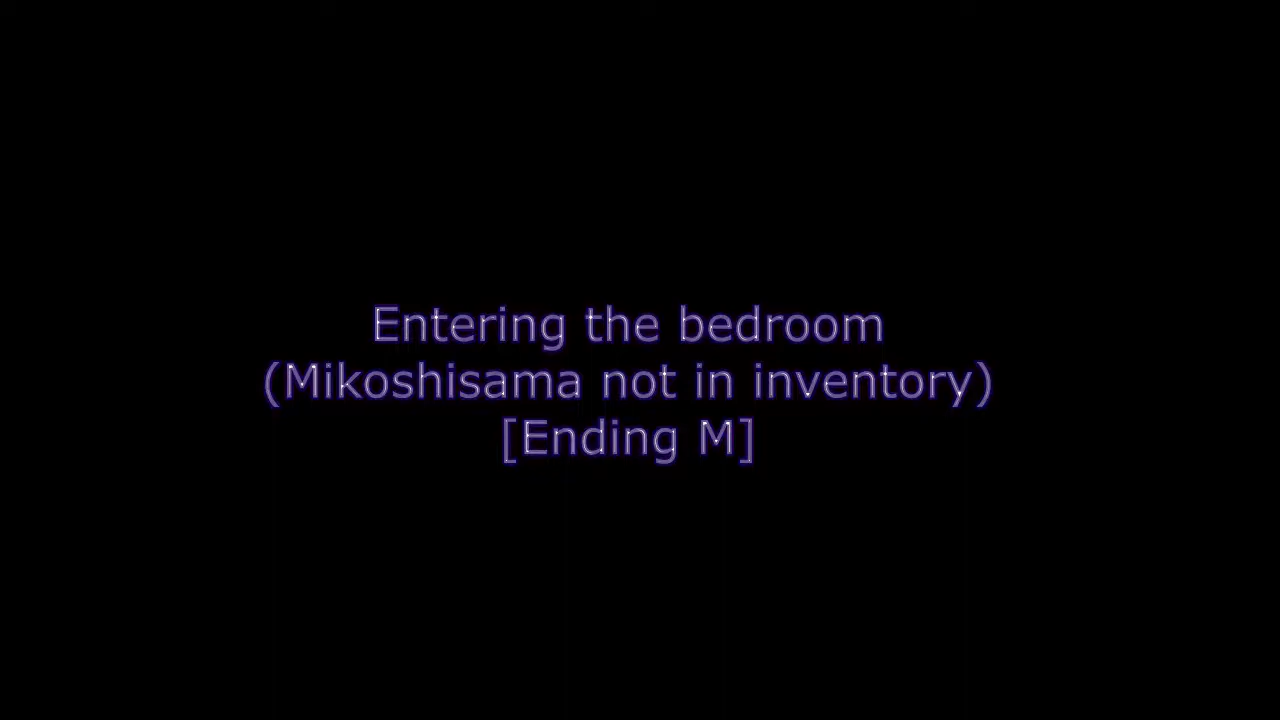 Entering the bedroom
(Mikoshisama not in inventory)
[Ending M]